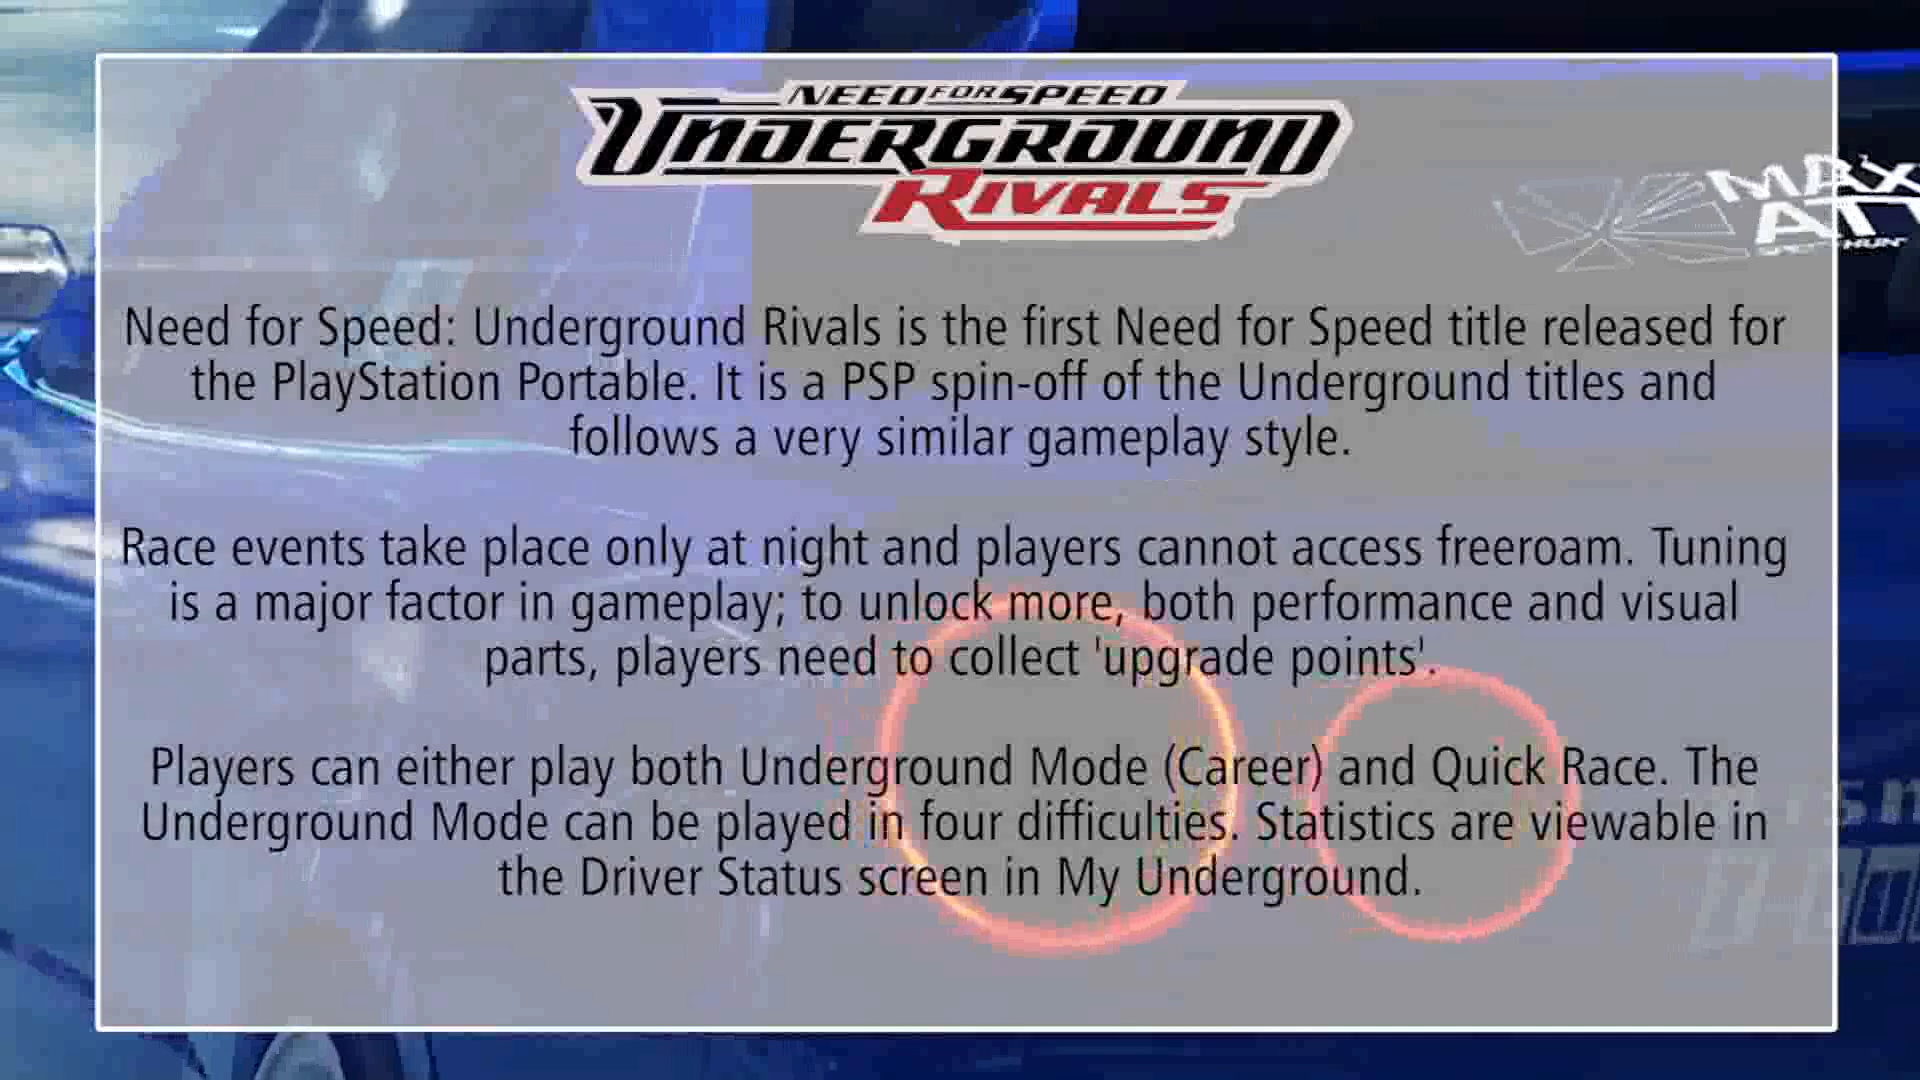 NEED FOR SPEED
UNDERGROUND
RIVALS
MAX
ATT
Need for Speed: Underground Rivals is the first Need for Speed title released for
the PlayStation Portable. It is a PSP spin-off of the Underground titles and
follows a very similar gameplay style.
Race events take place only at night and players cannot access freeroam. Tuning
is a major factor in gameplay; to unlock more, both performance and visual
parts, players need to collect 'upgrade points'.
Players can either play both Underground Mode (Career) and Quick Race. The
Underground Mode can be played in four difficulties. Statistics are viewable in
the Driver Status screen in My Underground.